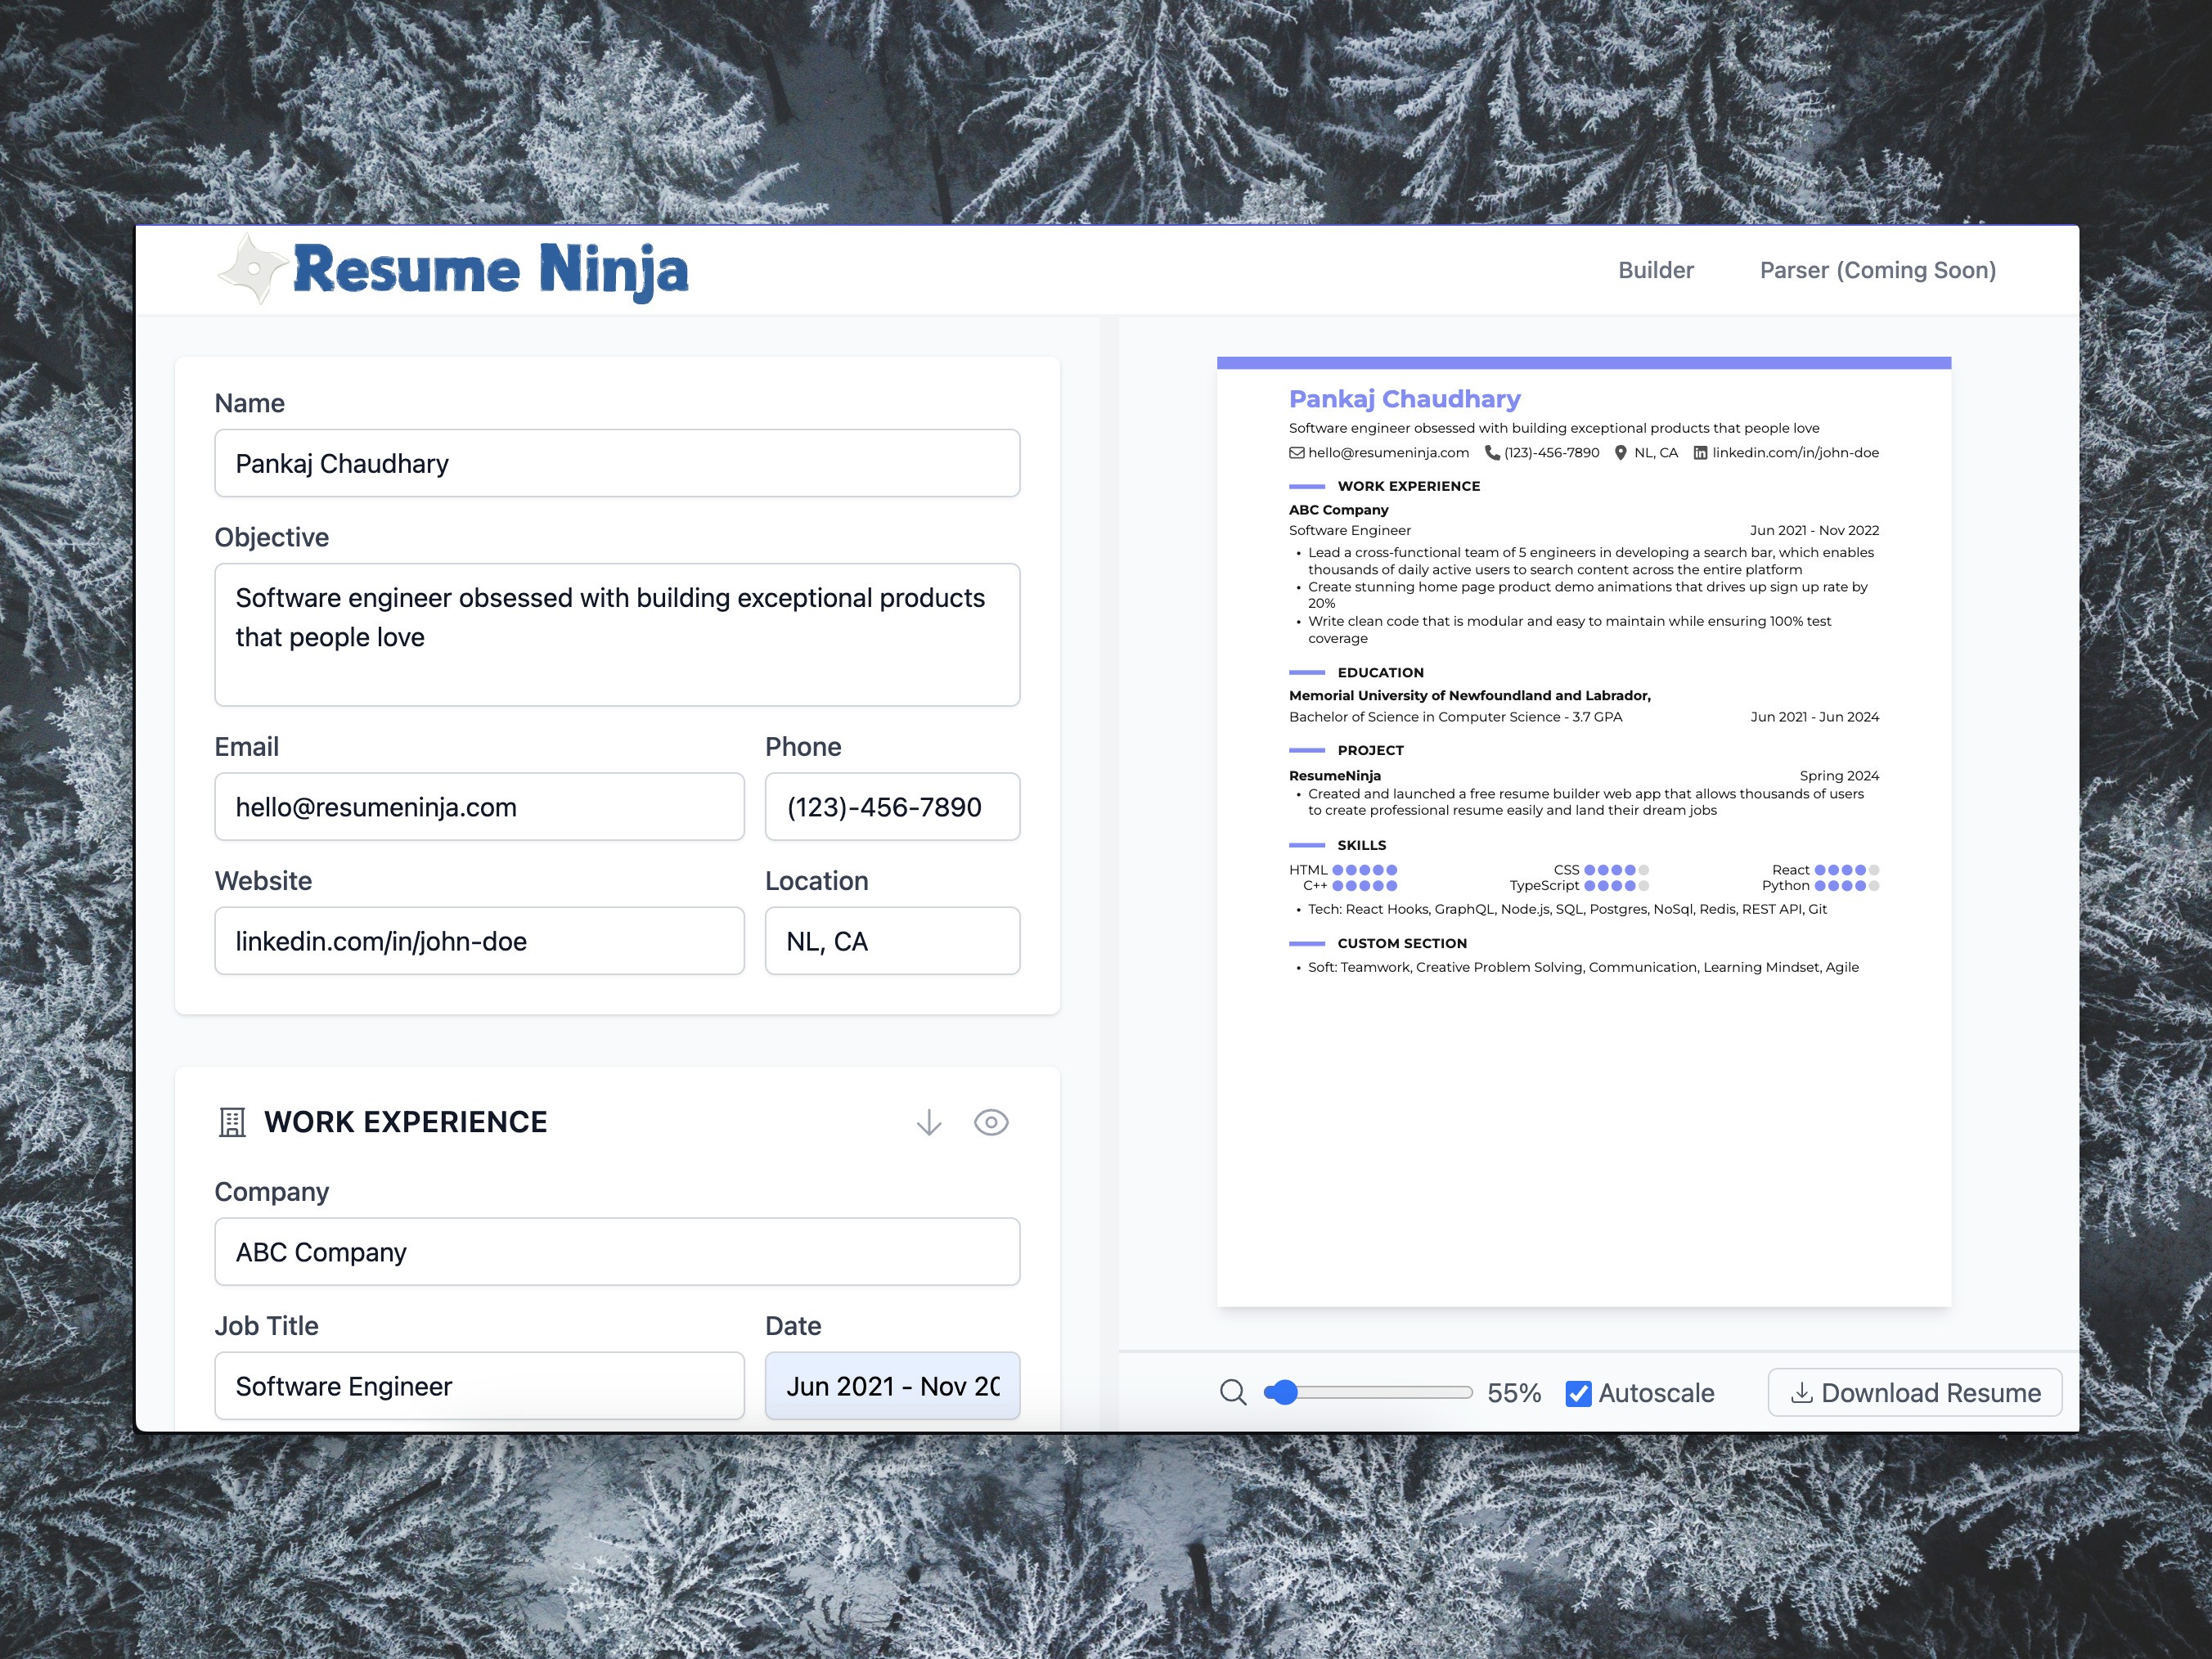 Resume Ninja
Builder
Parser (Coming Soon)
Name
Pankaj Chaudhary
Objective
Software engineer obsessed with building exceptional products
that people love
Email
Phone
hello@resumeninja.com
(123)-456-7890
Website
Location
linkedin.com/in/john-doe
NL, CA
WORK EXPERIENCE
Company
ABC Company
Job Title
Date
Software Engineer
Jun 2021 - Nov 20
Pankaj Chaudhary
Software engineer obsessed with building exceptional products that people love
hello@resumeninja.com (123)-456-7890 NL, CA linkedin.com/in/john-doe
WORK EXPERIENCE
ABC Company
Software Engineer Jun 2021 - Nov 2022
• Lead a cross-functional team of 5 engineers in developing a search bar, which enables
thousands of daily active users to search content across the entire platform
• Create stunning home page product demo animations that drives up sign up rate by
20%
• Write clean code that is modular and easy to maintain while ensuring 100% test
coverage
EDUCATION
Memorial University of Newfoundland and Labrador,
Bachelor of Science in Computer Science - 3.7 GPA Jun 2021 - Jun 2024
PROJECT
ResumeNinja Spring 2024
• Created and launched a free resume builder web app that allows thousands of users
to create professional resume easily and land their dream jobs
SKILLS
HTML CSS React
C++ TypeScript Python
• Tech: React Hooks, GraphQL, Node.js, SQL, Postgres, NoSql, Redis, REST API, Git
CUSTOM SECTION
• Soft: Teamwork, Creative Problem Solving, Communication, Learning Mindset, Agile
55%
Autoscale
Download Resume